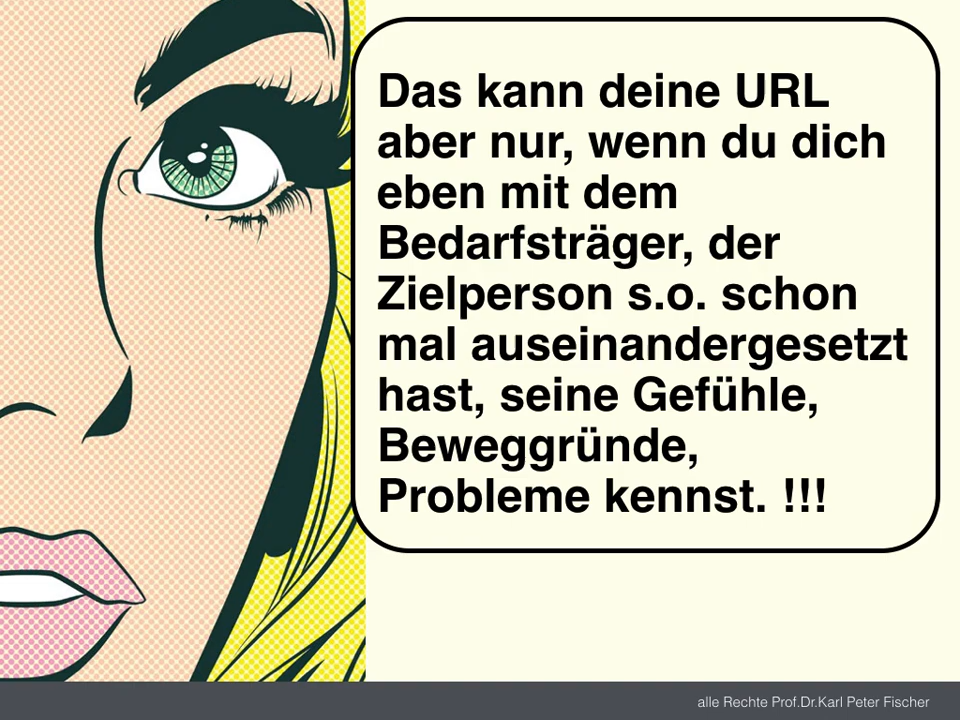 Das kann deine URL
aber nur, wenn du dich
eben mit dem
Bedarfsträger, der
Zielperson s.o. schon
mal auseinandergesetzt
hast, seine Gefühle,
Beweggründe,
Probleme kennst. !!!
alle Rechte Prof.Dr.Karl Peter Fischer